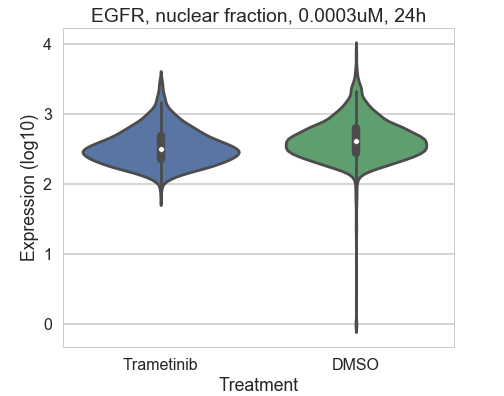 EGFR, nuclear fraction, 0.0003uM, 24h
Expression (log10)
4
3
2
1
0
Trametinib DMSO
Treatment